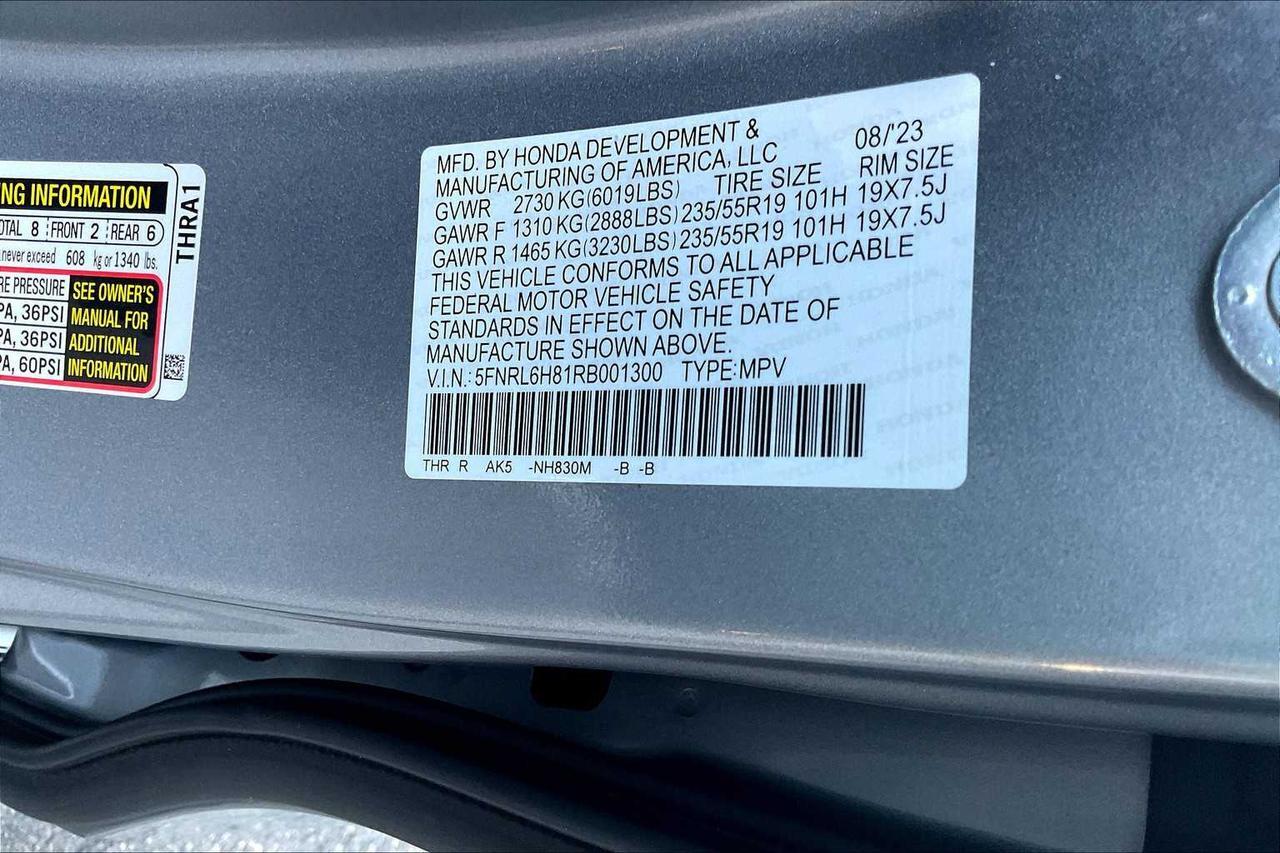 NG INFORMATION
OTAL 8 FRONT 2 REAR 6
never exceed 608 kg or 1340 lbs.
RE PRESSURE
PA, 36PSI
PA, 36PSI
PA, 60PSI
SEE OWNER'S
MANUAL FOR
ADDITIONAL
INFORMATION
THRA1
MFD. BY HONDA DEVELOPMENT & 08/'23
MANUFACTURING OF AMERICA, LLC
GVWR 2730 KG(6019LBS) TIRE SIZE RIM SIZE
GAWR F 1310 KG(2888LBS) 235/55R19 101H 19X7.5J
GAWR R 1465 KG(3230LBS) 235/55R19 101H 19X7.5J
THIS VEHICLE CONFORMS TO ALL APPLICABLE
FEDERAL MOTOR VEHICLE SAFETY
STANDARDS IN EFFECT ON THE DATE OF
MANUFACTURE SHOWN ABOVE.
V.I.N.: 5FNRL6H81RB001300 TYPE:MPV
THR R AK5 -NH830M -B -B